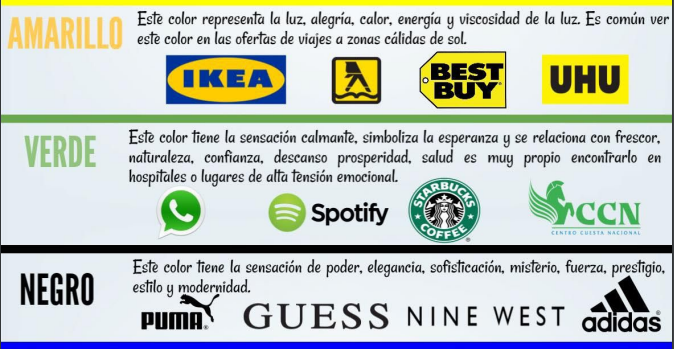 AMARILLO
Este color representa la luz, alegría, calor, energía y viscosidad de la luz. Es común ver
este color en las ofertas de viajes a zonas cálidas de sol.
IKEA
BEST
BUY
UHU
VERDE
Este color tiene la sensación calmante, simboliza la esperanza y se relaciona con frescor,
naturaleza, confianza, descanso prosperidad, salud es muy propio encontrarlo en
hospitales o lugares de alta tensión emocional.
Spotify
STARBUCKS
COFFEE
CCN
CENTRO CUESTA NACIONAL
NEGRO
Este color tiene la sensación de poder, elegancia, sofisticación, misterio, fuerza, prestigio,
estilo y modernidad.
PUMA
GUESS
NINE WEST
adidas